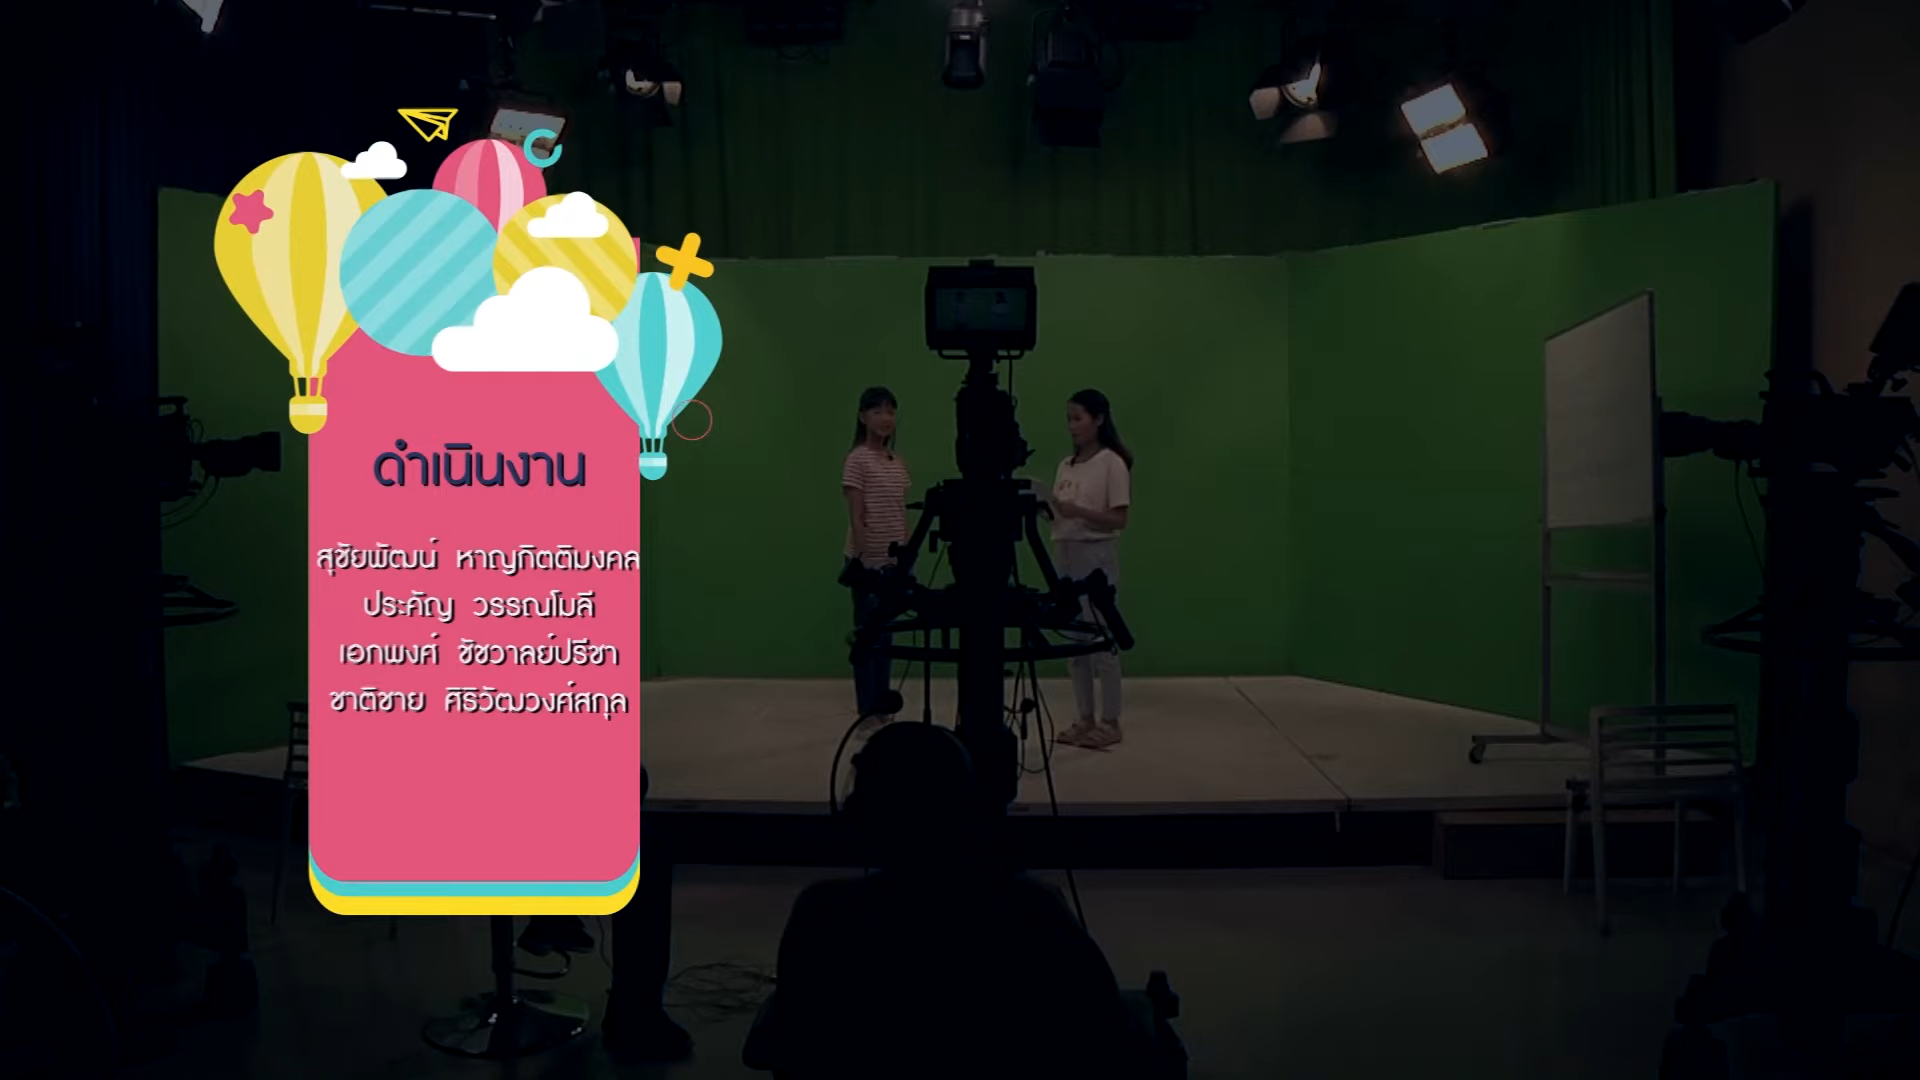 ดำเนินงาน
สุชัยพัฒน์ หาญกิตติมงคล
ประคัญ วรรณโมลี
เอกพงศ์ ชัชวาลย์ปรีชา
ชาติชาย ศิริวัฒวงศ์สกุล